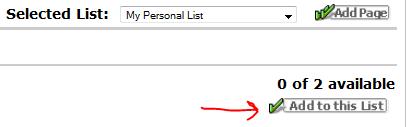 Selected List: My Personal List Add Page
0 of 2 available
Add to this List